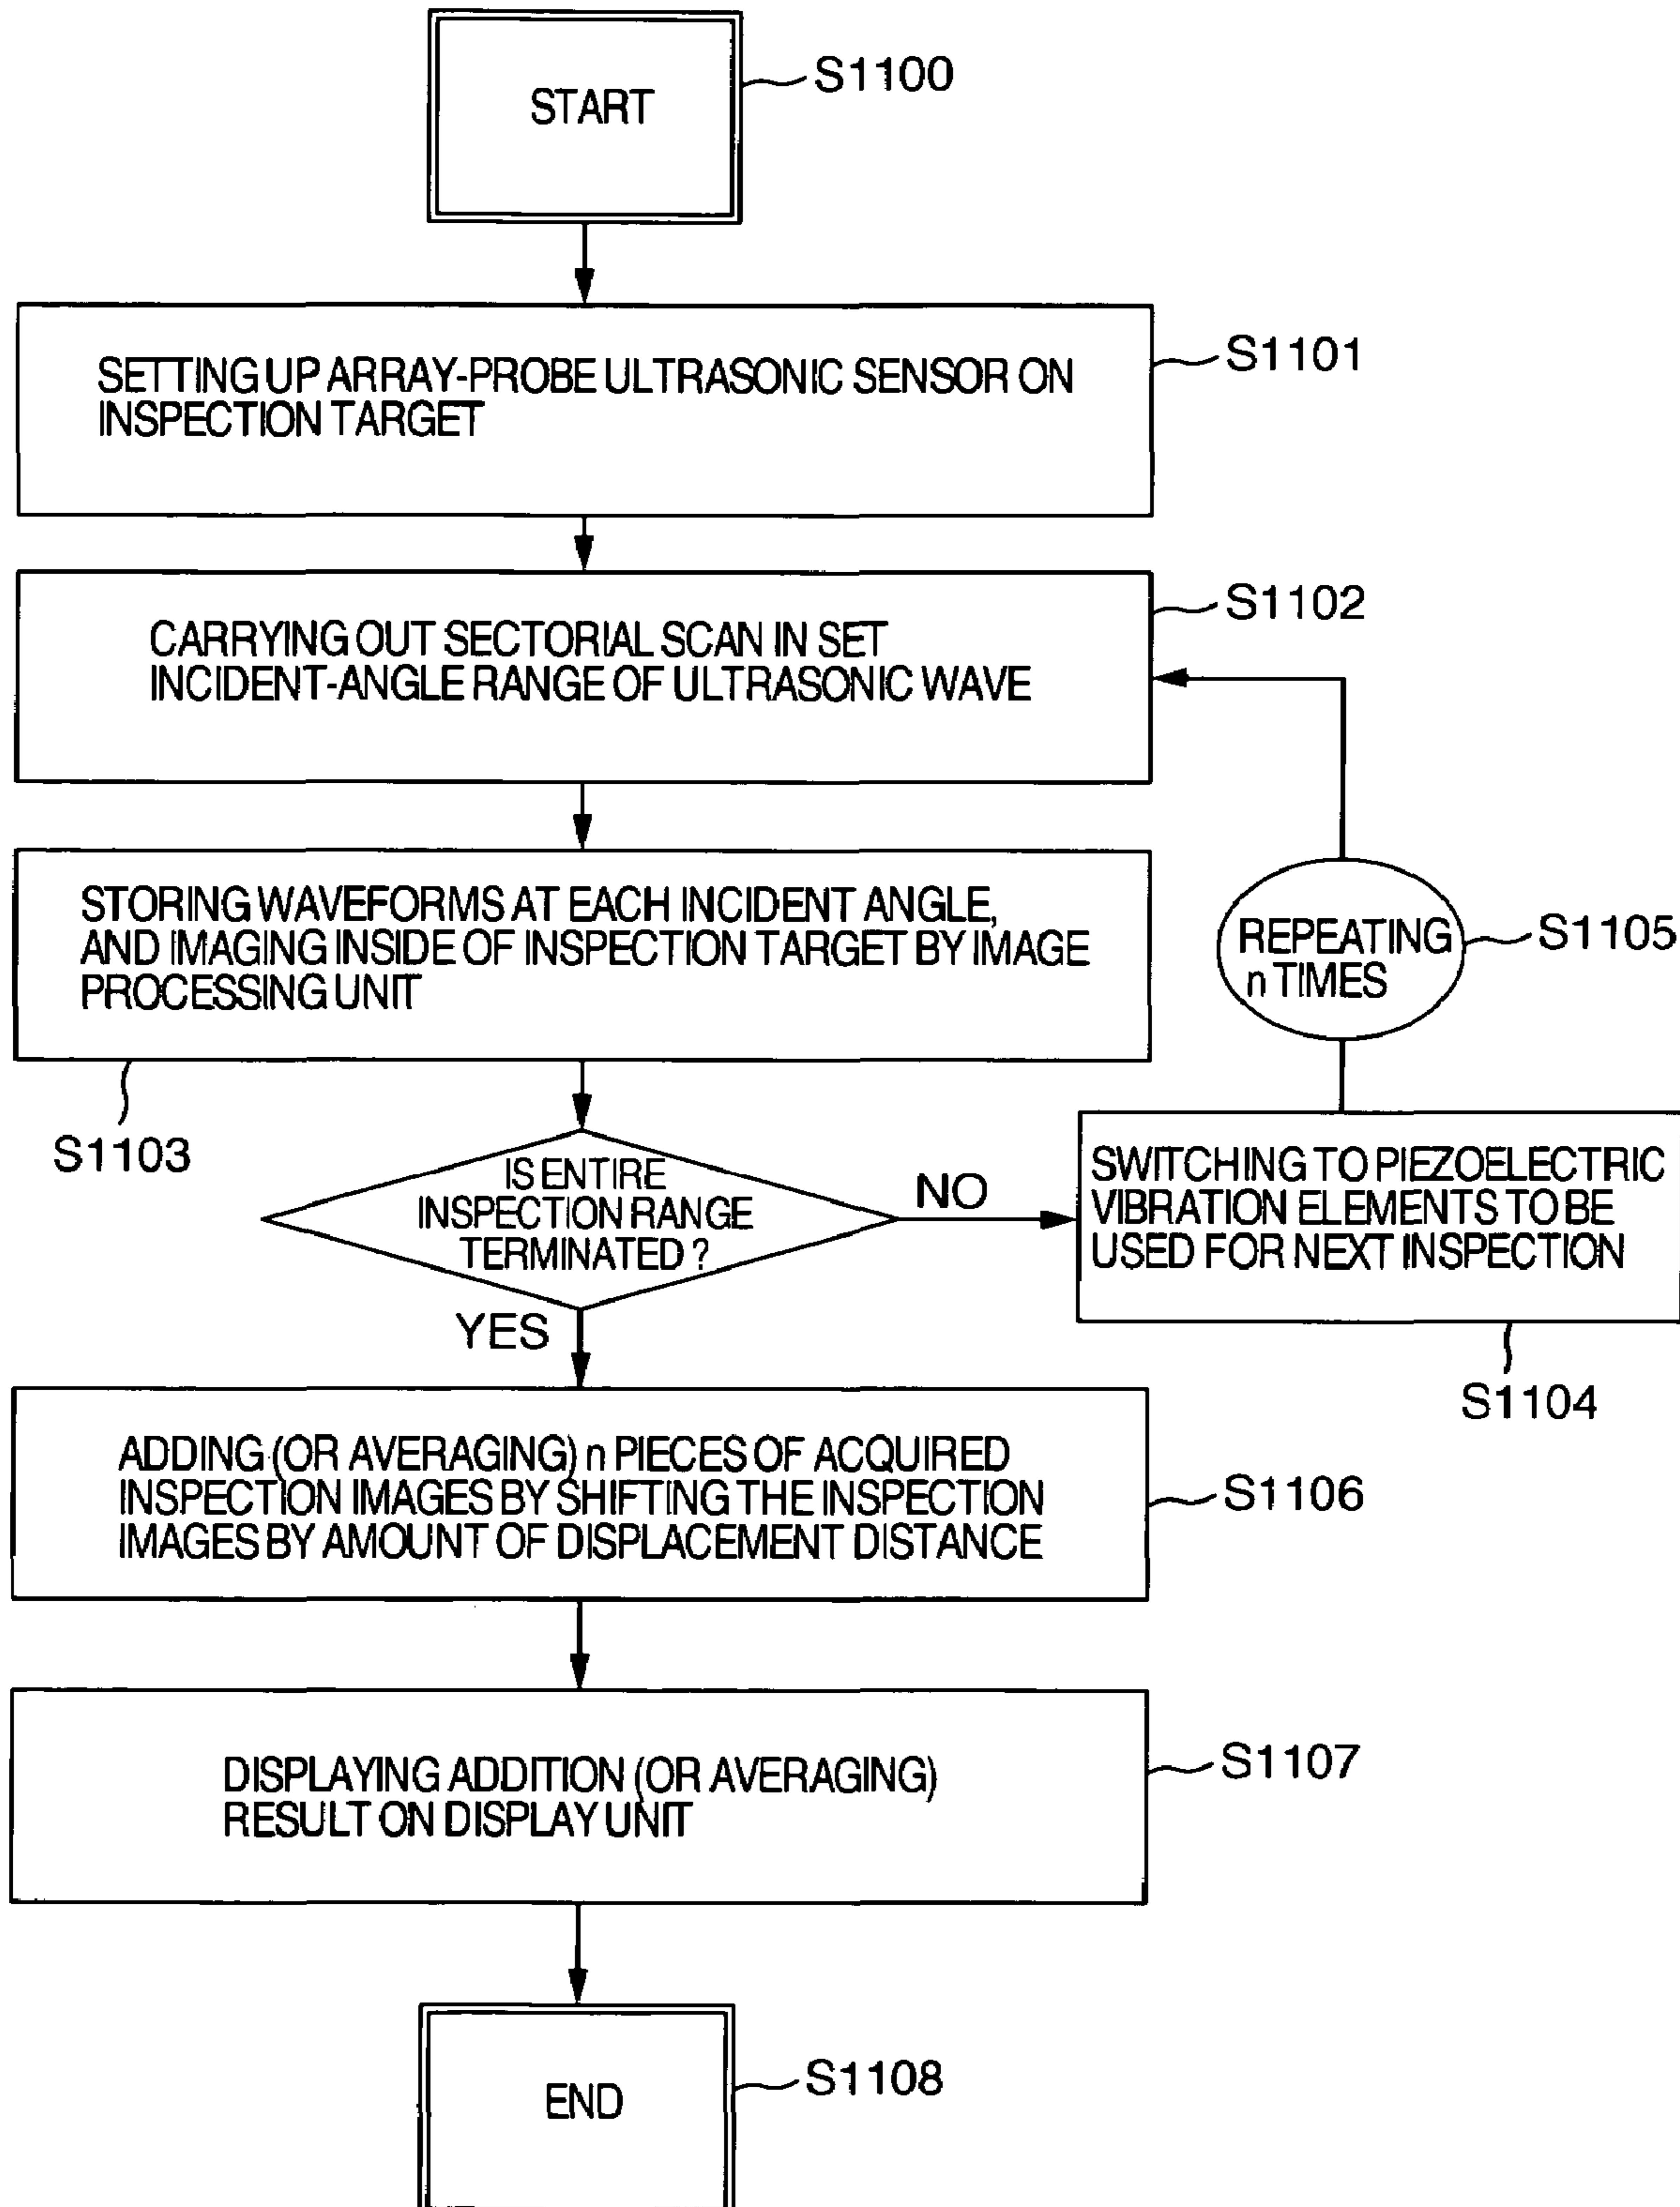 START
S1100
SETTING UP ARRAY-PROBE ULTRASONIC SENSOR ON
INSPECTION TARGET
S1101
CARRYING OUT SECTORIAL SCAN IN SET
INCIDENT-ANGLE RANGE OF ULTRASONIC WAVE
S1102
STORING WAVEFORMS AT EACH INCIDENT ANGLE,
AND IMAGING INSIDE OF INSPECTION TARGET BY IMAGE
PROCESSING UNIT
S1103
REPEATING
n TIMES
S1105
IS ENTIRE
INSPECTION RANGE
TERMINATED ?
NO
YES
SWITCHING TO PIEZOELECTRIC
VIBRATION ELEMENTS TO BE
USED FOR NEXT INSPECTION
S1104
ADDING (OR AVERAGING) n PIECES OF ACQUIRED
INSPECTION IMAGES BY SHIFTING THE INSPECTION
IMAGES BY AMOUNT OF DISPLACEMENT DISTANCE
S1106
DISPLAYING ADDITION (OR AVERAGING)
RESULT ON DISPLAY UNIT
S1107
END
S1108